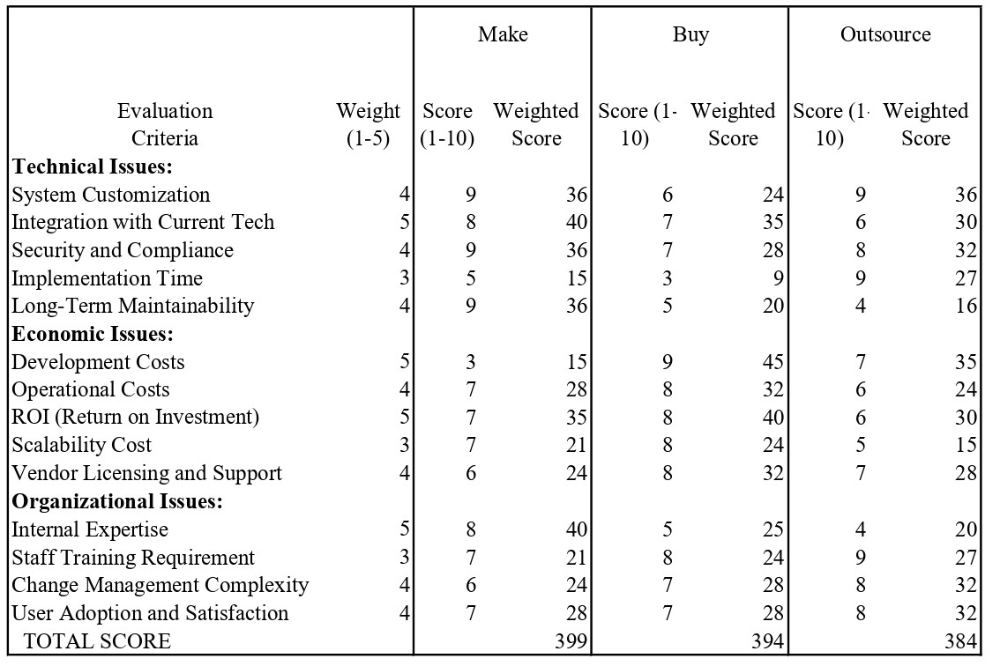 Make Buy Outsource
Evaluation Weight Score Weighted Score (1- Weighted Score (1- Weighted
Criteria (1-5) (1-10) Score 10) Score 10) Score
Technical Issues:
System Customization 4 9 36 6 24 9 36
Integration with Current Tech 5 8 40 7 35 6 30
Security and Compliance 4 9 36 7 28 8 32
Implementation Time 3 5 15 3 9 9 27
Long-Term Maintainability 4 9 36 5 20 4 16
Economic Issues:
Development Costs 5 3 15 9 45 7 35
Operational Costs 4 7 28 8 32 6 24
ROI (Return on Investment) 5 7 35 8 40 6 30
Scalability Cost 3 7 21 8 24 5 15
Vendor Licensing and Support 4 6 24 8 32 7 28
Organizational Issues:
Internal Expertise 5 8 40 5 25 4 20
Staff Training Requirement 3 7 21 8 24 9 27
Change Management Complexity 4 6 24 7 28 8 32
User Adoption and Satisfaction 4 7 28 7 28 8 32
TOTAL SCORE 399 394 384